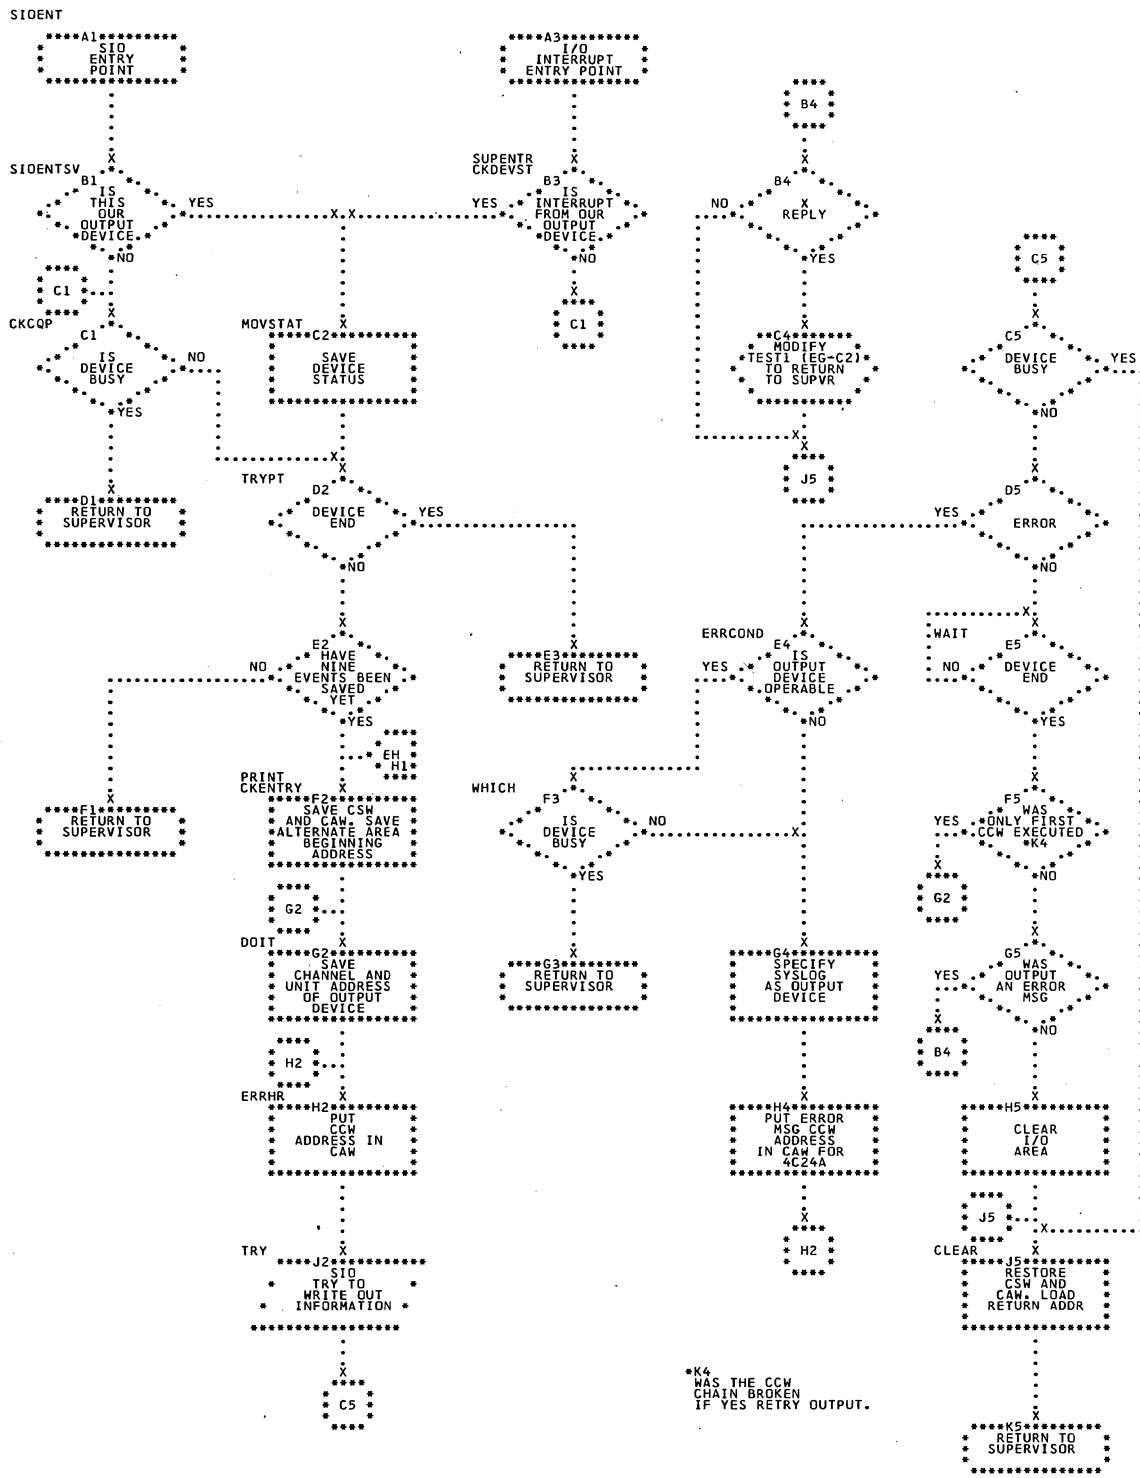 SIOENT
A1
SIO
ENTRY
POINT
A3
I/O
INTERRUPT
ENTRY POINT
B4
SIOENTSV
B1
IS
THIS
OUR
OUTPUT
DEVICE
YES
NO
SUPENTR
CKDEVST
B3
IS
INTERRUPT
FROM OUR
OUTPUT
DEVICE
YES
NO
B4
X
REPLY
NO
YES
C5
C1
C1
CKCQP
C1
IS
DEVICE
BUSY
NO
YES
MOVSTAT
C2
SAVE
DEVICE
STATUS
C4
MODIFY
TEST1 (EG-C2)
TO RETURN
TO SUPVR
C5
DEVICE
BUSY
YES
NO
J5
D1
RETURN TO
SUPERVISOR
TRYPT
D2
DEVICE
END
YES
NO
D5
ERROR
YES
NO
E2
HAVE
NINE
EVENTS BEEN
SAVED
YET
NO
YES
E3
RETURN TO
SUPERVISOR
ERRCOND
E4
IS
OUTPUT
DEVICE
OPERABLE
YES
NO
WAIT
E5
DEVICE
END
NO
YES
EH
H1
F1
RETURN TO
SUPERVISOR
PRINT
CKENTRY
F2
SAVE CSW
AND CAW. SAVE
ALTERNATE AREA
BEGINNING
ADDRESS
WHICH
F3
IS
DEVICE
BUSY
NO
YES
F5
WAS
ONLY FIRST
CCW EXECUTED
*K4
YES
NO
G2
G2
DOIT
G2
SAVE
CHANNEL AND
UNIT ADDRESS
OF OUTPUT
DEVICE
G3
RETURN TO
SUPERVISOR
G4
SPECIFY
SYSLOG
AS OUTPUT
DEVICE
G5
WAS
OUTPUT
AN ERROR
MSG
YES
NO
H2
B4
ERRHR
H2
PUT
CCW
ADDRESS IN
CAW
H4
PUT ERROR
MSG CCW
ADDRESS
IN CAW FOR
4C24A
H5
CLEAR
I/O
AREA
J5
H2
TRY
J2
SIO
TRY TO
WRITE OUT
INFORMATION
CLEAR
J5
RESTORE
CSW AND
CAW. LOAD
RETURN ADDR
C5
*K4
WAS THE CCW
CHAIN BROKEN
IF YES RETRY OUTPUT.
K5
RETURN TO
SUPERVISOR